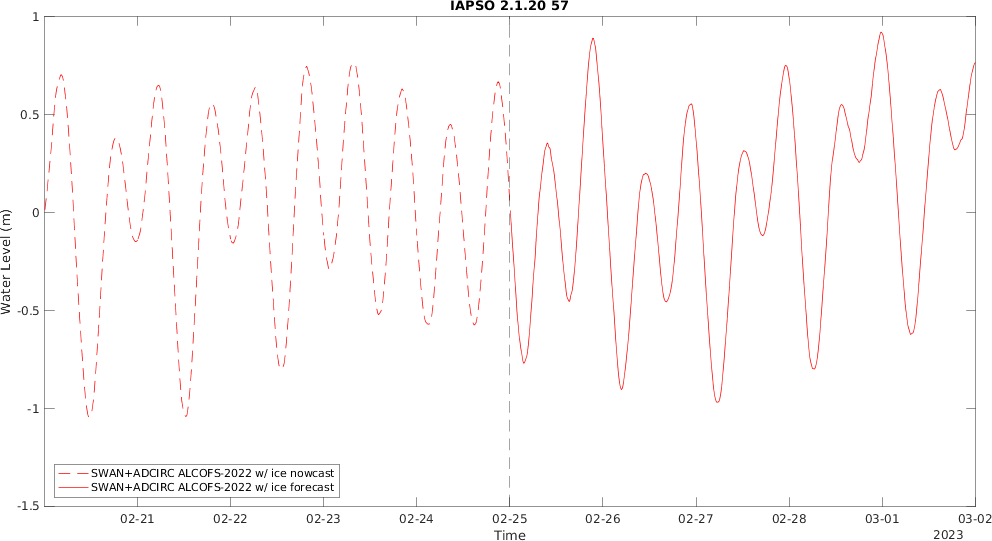 IAPSO 2.1.20 57
1
0.5
0
-0.5
-1
-1.5
Water Level (m)
SWAN+ADCIRC ALCOFS-2022 w/ ice nowcast
SWAN+ADCIRC ALCOFS-2022 w/ ice forecast
02-21 02-22 02-23 02-24 02-25 02-26 02-27 02-28 03-01 03-02
Time
2023